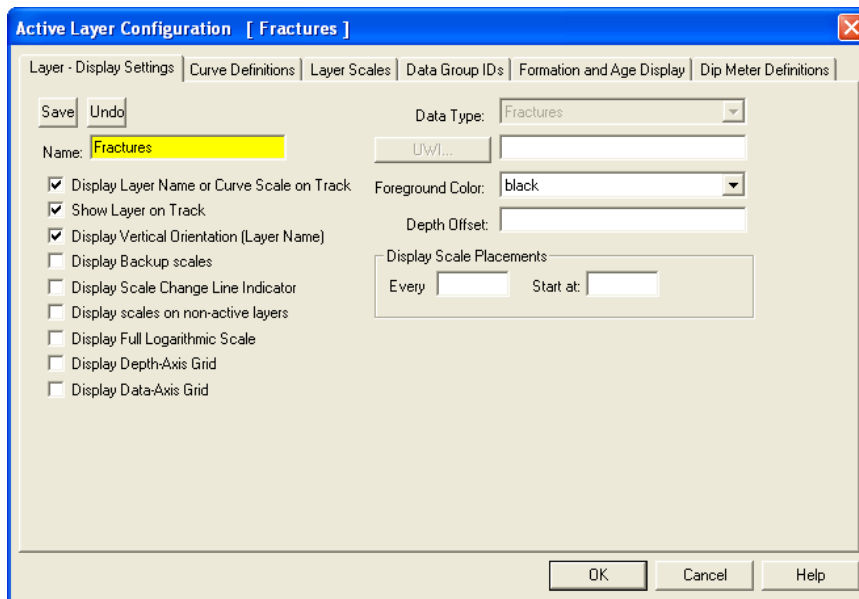 Active Layer Configuration [ Fractures ]
Layer - Display Settings
Curve Definitions
Layer Scales
Data Group IDs
Formation and Age Display
Dip Meter Definitions
Save
Undo
Name: Fractures
Display Layer Name or Curve Scale on Track
Show Layer on Track
Display Vertical Orientation (Layer Name)
Display Backup scales
Display Scale Change Line Indicator
Display scales on non-active layers
Display Full Logarithmic Scale
Display Depth-Axis Grid
Display Data-Axis Grid
Data Type: Fractures
UWI...
Foreground Color: black
Depth Offset:
Display Scale Placements
Every
Start at:
OK
Cancel
Help